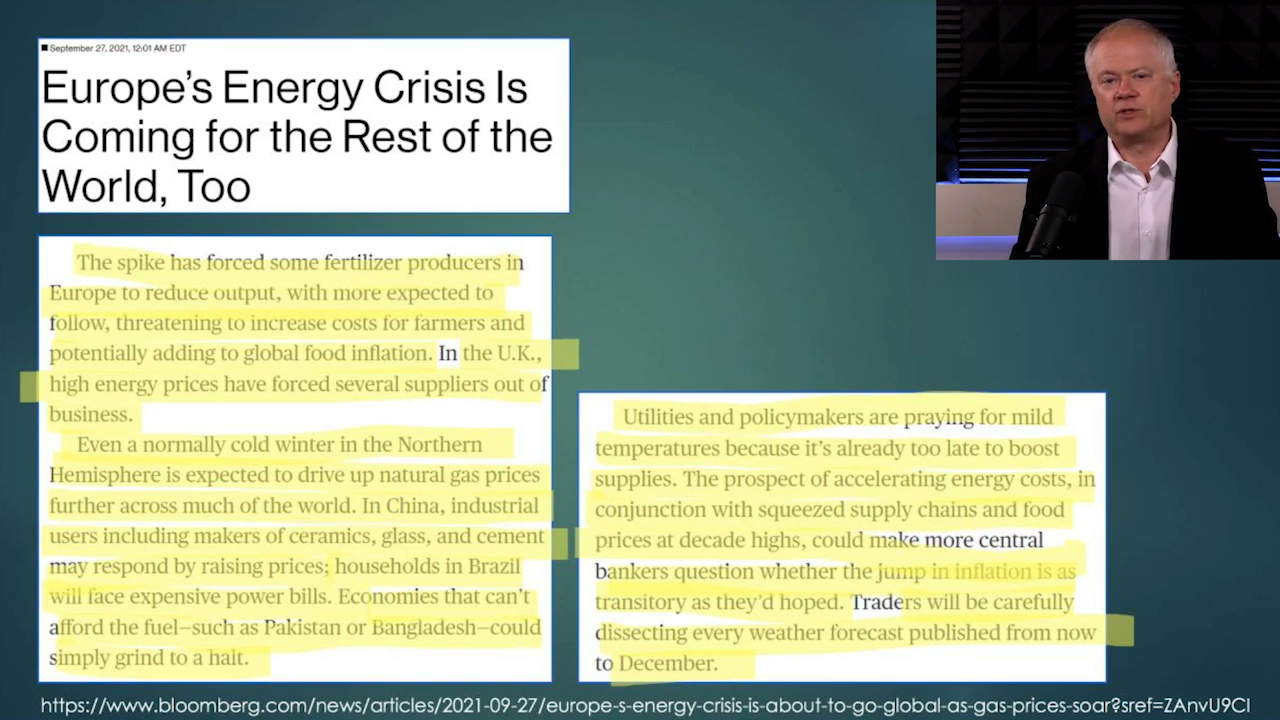 September 27, 2021, 12:01 AM EDT
Europe's Energy Crisis Is
Coming for the Rest of the
World, Too
The spike has forced some fertilizer producers in
Europe to reduce output, with more expected to
follow, threatening to increase costs for farmers and
potentially adding to global food inflation. In the U.K.,
high energy prices have forced several suppliers out of
business.
Even a normally cold winter in the Northern
Hemisphere is expected to drive up natural gas prices
further across much of the world. In China, industrial
users including makers of ceramics, glass, and cement
may respond by raising prices; households in Brazil
will face expensive power bills. Economies that can't
afford the fuel—such as Pakistan or Bangladesh—could
simply grind to a halt.
Utilities and policymakers are praying for mild
temperatures because it's already too late to boost
supplies. The prospect of accelerating energy costs, in
conjunction with squeezed supply chains and food
prices at decade highs, could make more central
bankers question whether the jump in inflation is as
transitory as they'd hoped. Traders will be carefully
dissecting every weather forecast published from now
to December.
https://www.bloomberg.com/news/articles/2021-09-27/europe-s-energy-crisis-is-about-to-go-global-as-gas-prices-soar?sref=ZAnvU9CI